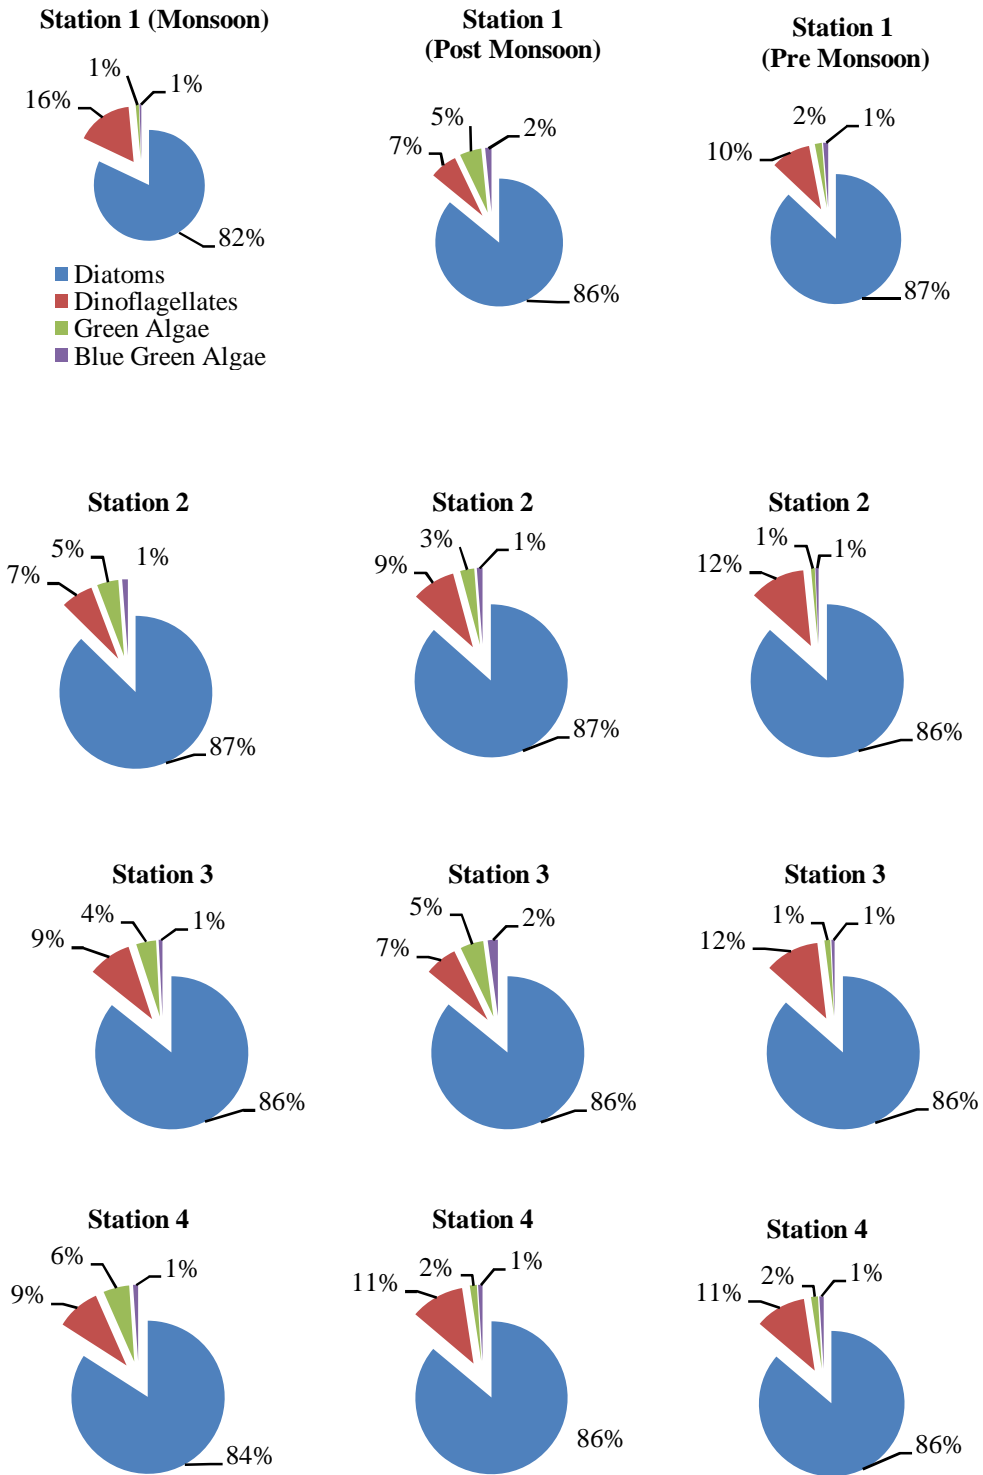 Station 1 (Monsoon)
1%
1%
16%
82%
Diatoms
Dinoflagellates
Green Algae
Blue Green Algae
Station 1
(Post Monsoon)
5%
2%
7%
86%
Station 1
(Pre Monsoon)
2%
1%
10%
87%
Station 2
5%
1%
7%
87%
Station 2
3%
1%
9%
87%
Station 2
1%
1%
12%
86%
Station 3
4%
1%
9%
86%
Station 3
5%
2%
7%
86%
Station 3
1%
1%
12%
86%
Station 4
6%
1%
9%
84%
Station 4
2%
1%
11%
86%
Station 4
2%
1%
11%
86%